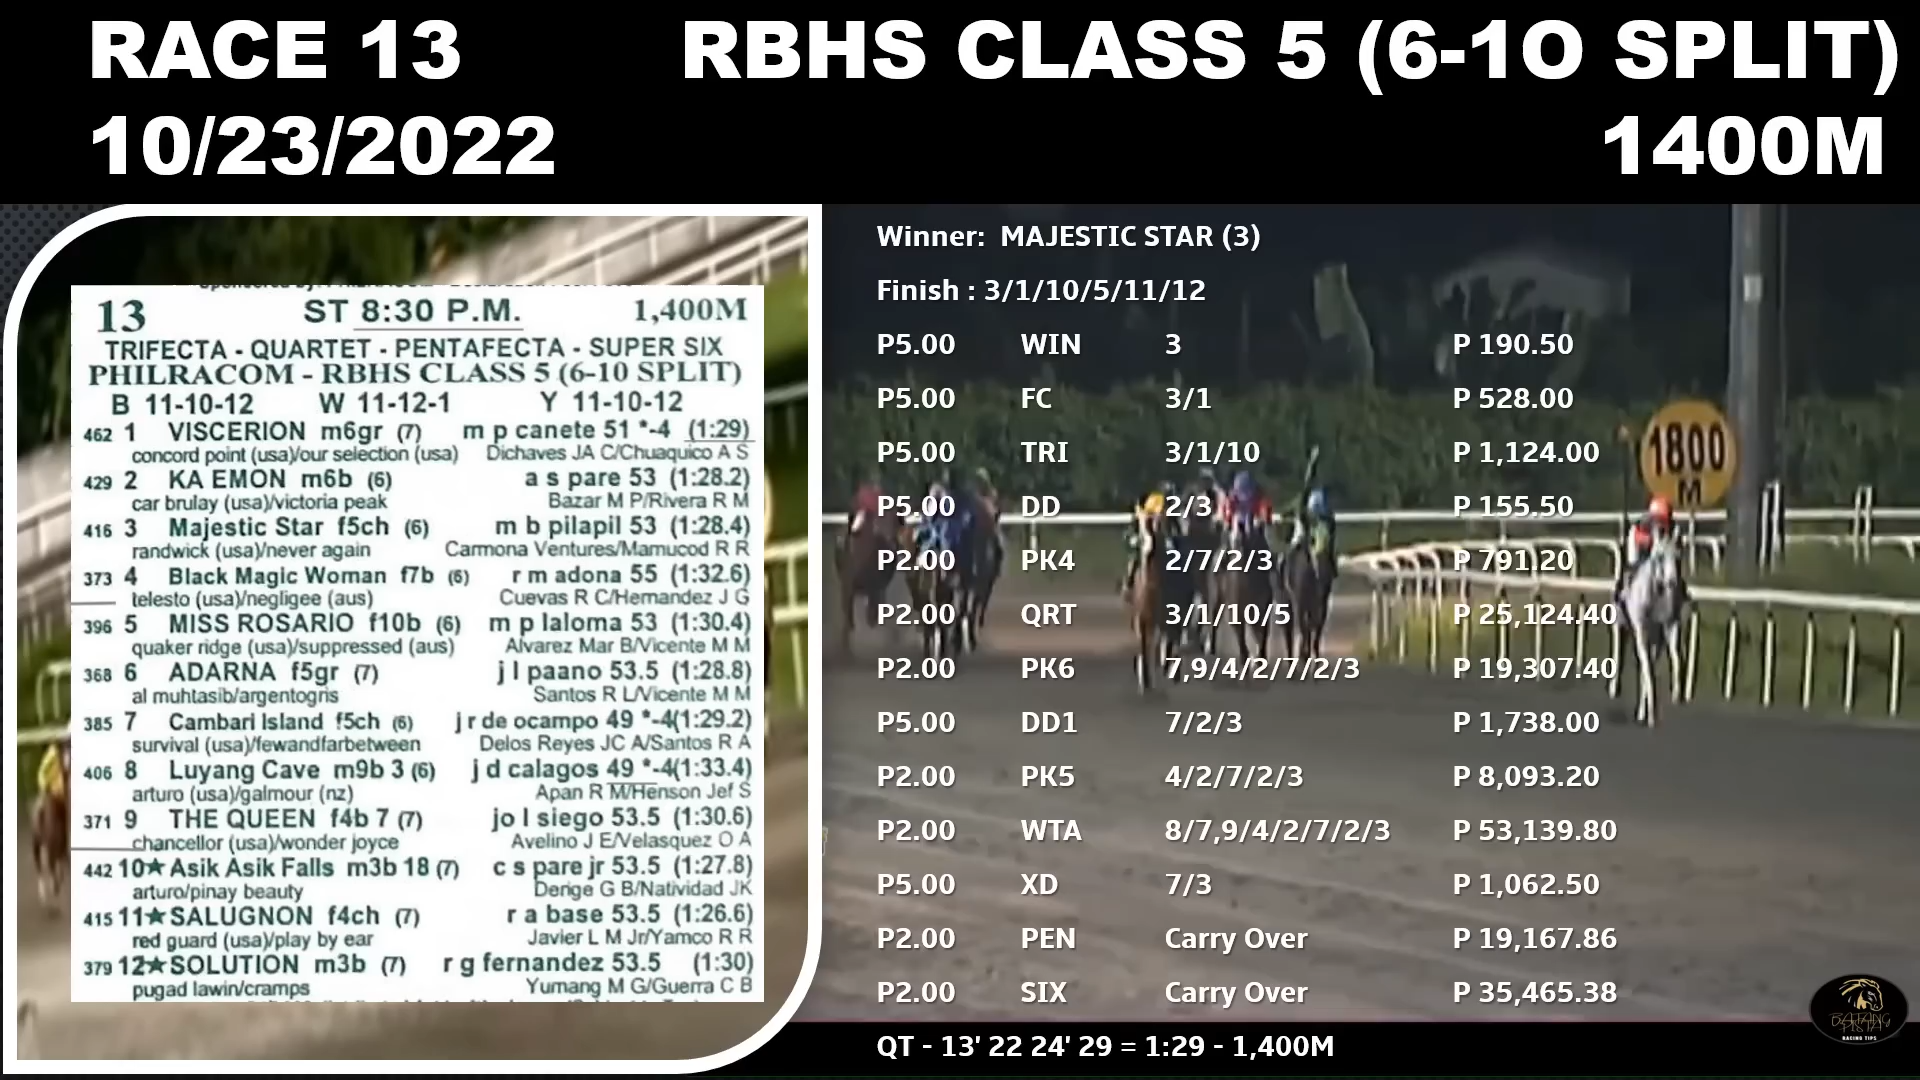 RACE 13
RBHS CLASS 5 (6-1O SPLIT)
10/23/2022
1400M
13 ST 8:30 P.M. 1,400M
TRIFECTA - QUARTET - PENTAFECTA - SUPER SIX
PHILRACOM - RBHS CLASS 5 (6-10 SPLIT)
B 11-10-12 W 11-12-1 Y 11-10-12
462 1 VISCERION m6gr (7) m p canete 51 *-4 (1:29)
concord point (usa)/our selection (usa) Dichaves JA C/Chuaquico A S
429 2 KA EMON m6b (6) a s pare 53 (1:28.2)
car brulay (usa)/victoria peak Bazar M P/Rivera R M
416 3 Majestic Star f5ch (6) m b pilapil 53 (1:28.4)
randwick (usa)/never again Carmona Ventures/Mamucod R R
373 4 Black Magic Woman f7b (6) r m adona 55 (1:32.6)
telesto (usa)/negligee (aus) Cuevas R C/Hernandez J G
396 5 MISS ROSARIO f10b (6) m p laloma 53 (1:30.4)
quaker ridge (usa)/suppressed (aus) Alvarez Mar B/Vicente M M
368 6 ADARNA f5gr (7) j l paano 53.5 (1:28.8)
al muhtasib/argentogris Santos R L/Vicente M M
385 7 Cambari Island f5ch (6) j r de ocampo 49 *-4(1:29.2)
survival (usa)/fewandfarbetween Delos Reyes JC A/Santos R A
406 8 Luyang Cave m9b 3 (6) j d calagos 49 *-4(1:33.4)
arturo (usa)/galmour (nz) Apan R M/Henson Jef S
371 9 THE QUEEN f4b 7 (7) jo l siego 53.5 (1:30.6)
chancellor (usa)/wonder joyce Avelino J E/Velasquez O A
442 10★Asik Asik Falls m3b 18 (7) c s pare jr 53.5 (1:27.8)
arturo/pinay beauty Derige G B/Natividad JK
415 11★SALUGNON f4ch (7) r a base 53.5 (1:26.6)
red guard (usa)/play by ear Javier L M Jr/Yamco R R
379 12★SOLUTION m3b (7) r g fernandez 53.5 (1:30)
pugad lawin/cramps Yumang M G/Guerra C B
Winner: MAJESTIC STAR (3)
Finish : 3/1/10/5/11/12
P5.00 WIN 3 P 190.50
P5.00 FC 3/1 P 528.00
P5.00 TRI 3/1/10 P 1,124.00
P5.00 DD 2/3 P 155.50
P2.00 PK4 2/7/2/3 P 791.20
P2.00 QRT 3/1/10/5 P 25,124.40
P2.00 PK6 7,9/4/2/7/2/3 P 19,307.40
P5.00 DD1 7/2/3 P 1,738.00
P2.00 PK5 4/2/7/2/3 P 8,093.20
P2.00 WTA 8/7,9/4/2/7/2/3 P 53,139.80
P5.00 XD 7/3 P 1,062.50
P2.00 PEN Carry Over P 19,167.86
P2.00 SIX Carry Over P 35,465.38
QT - 13' 22 24' 29 = 1:29 - 1,400M
1800
M
BATANG
PISTA
RACING TIPS